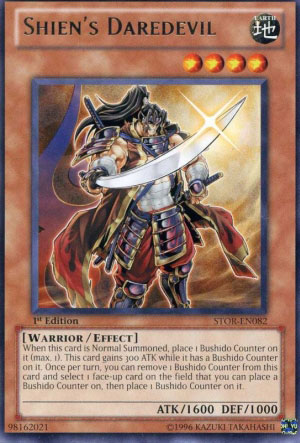 SHIEN'S DAREDEVIL
EARTH
地
1st Edition
STOR-EN082
[WARRIOR / EFFECT]
When this card is Normal Summoned, place 1 Bushido Counter on
it (max. 1). This card gains 300 ATK while it has a Bushido Counter
on it. Once per turn, you can remove 1 Bushido Counter from this
card and select 1 face-up card on the field that you can place a
Bushido Counter on, then place 1 Bushido Counter on it.
ATK/1600 DEF/1000
98162021
©1996 KAZUKI TAKAHASHI